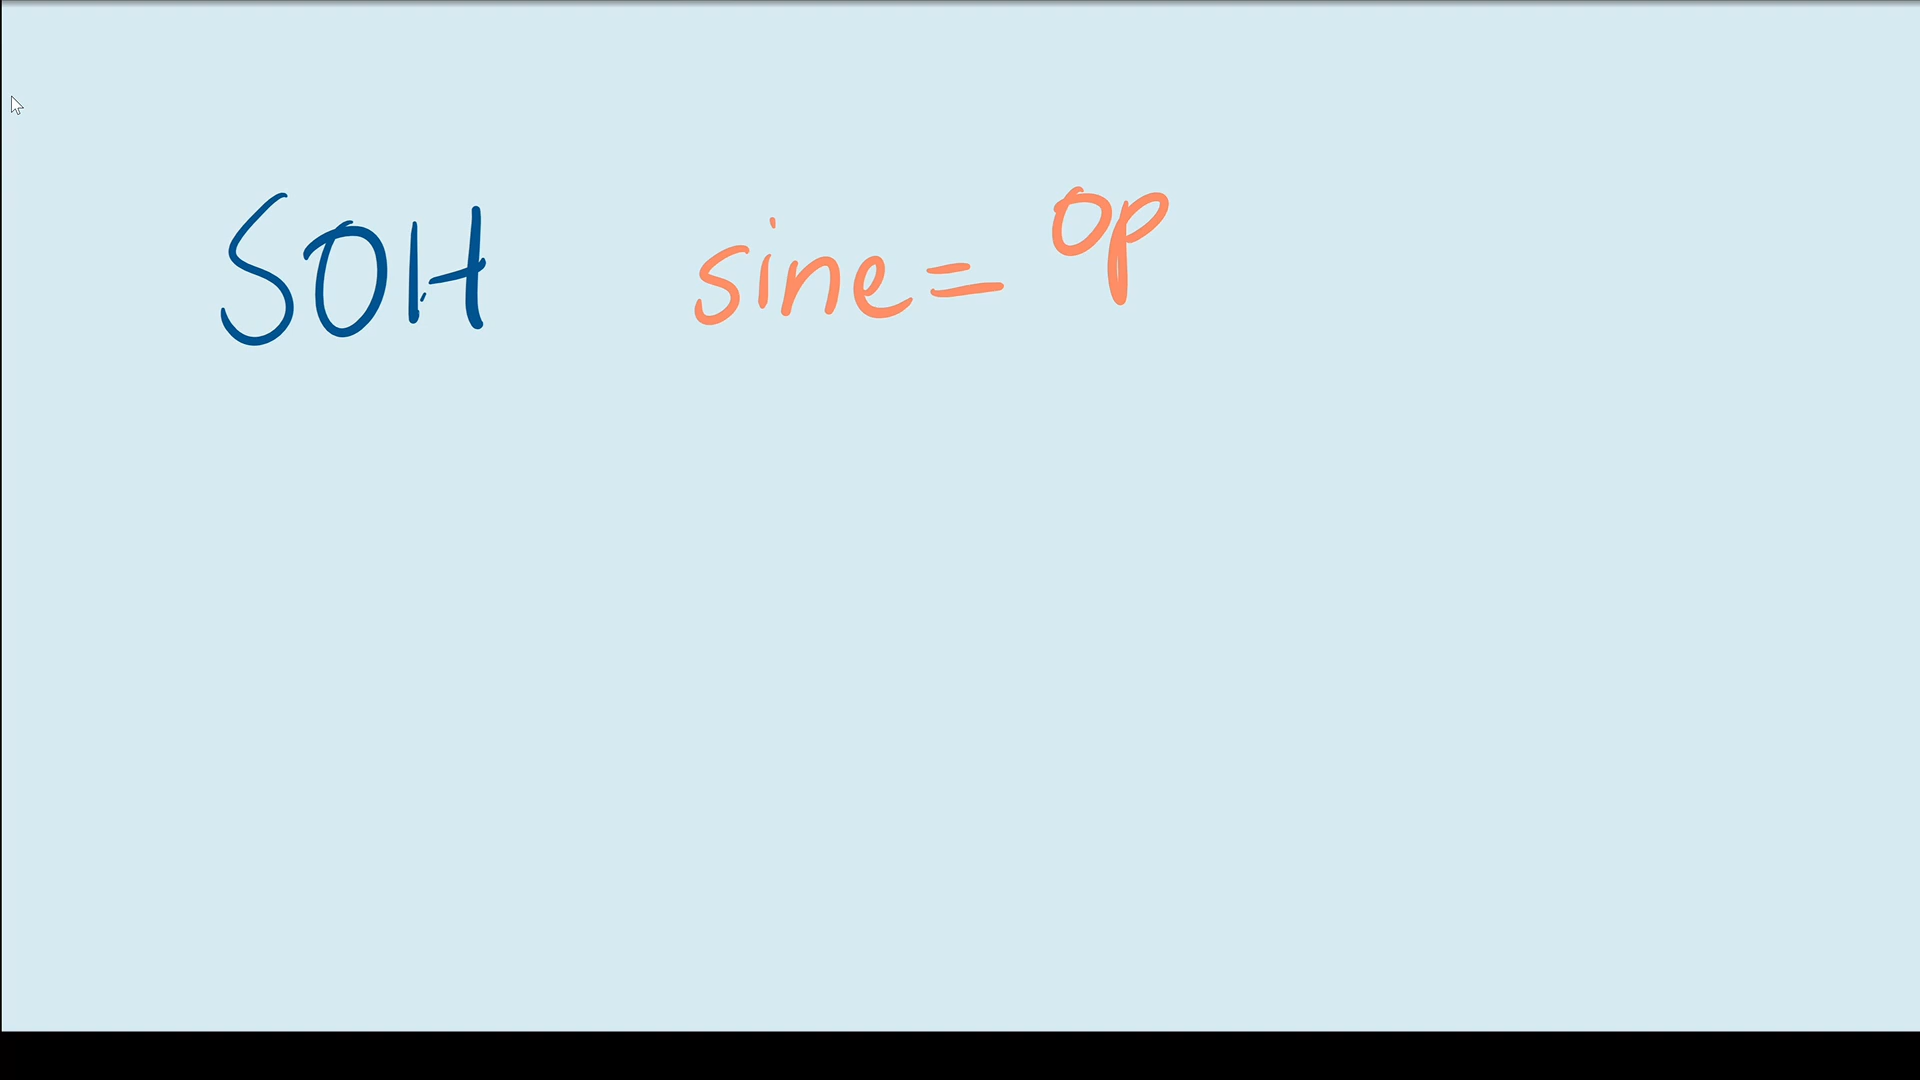 SOH sine = op